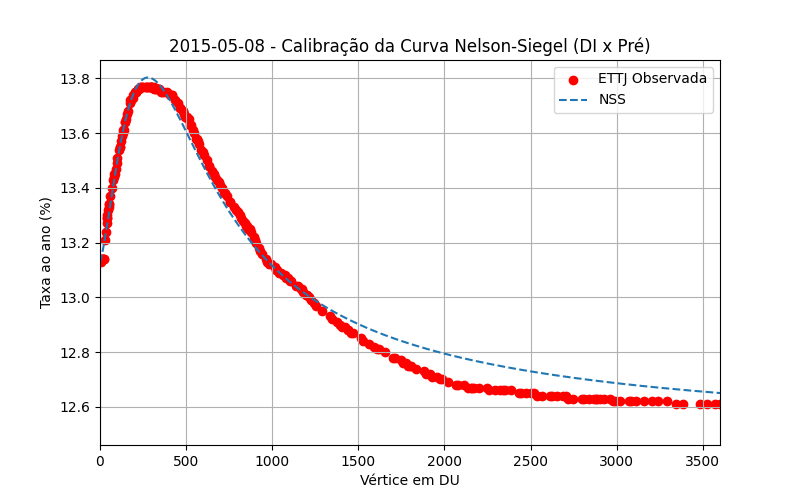 2015-05-08 - Calibração da Curva Nelson-Siegel (DI x Pré)
ETTJ Observada
NSS
Taxa ao ano (%)
13.8
13.6
13.4
13.2
13.0
12.8
12.6
0 500 1000 1500 2000 2500 3000 3500
Vértice em DU